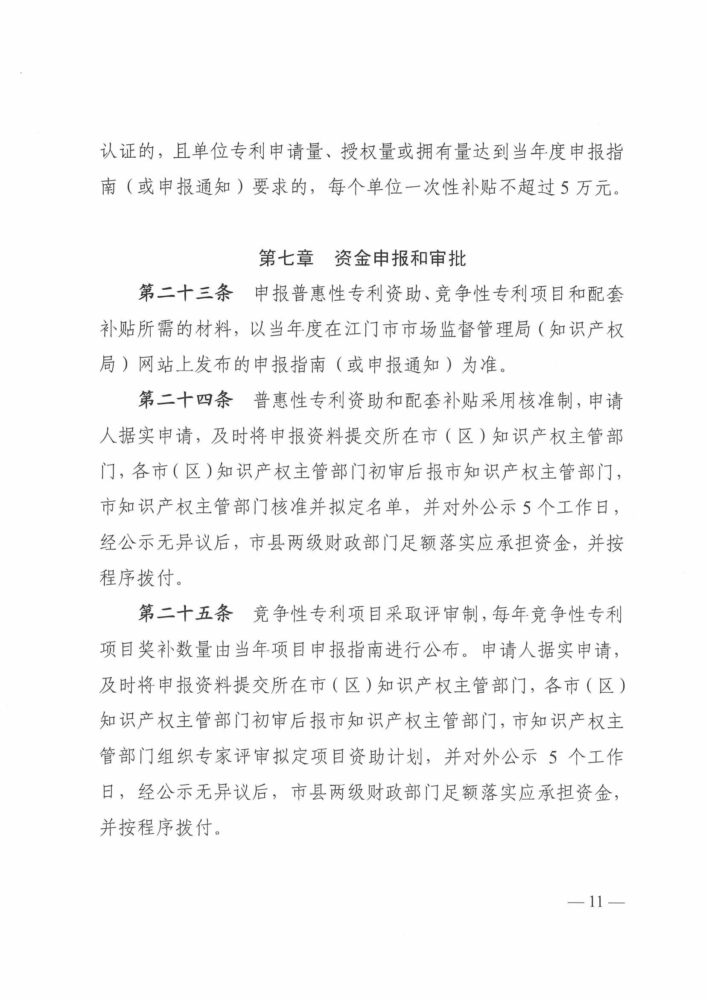 认证的，且单位专利申请量、授权量或拥有量达到当年度申报指
南（或申报通知）要求的，每个单位一次性补贴不超过5万元。
第七章　资金申报和审批
第二十三条　申报普惠性专利资助、竞争性专利项目和配套
补贴所需的材料，以当年度在江门市市场监督管理局（知识产权
局）网站上发布的申报指南（或申报通知）为准。
第二十四条　普惠性专利资助和配套补贴采用核准制，申请
人据实申请，及时将申报资料提交所在市（区）知识产权主管部
门，各市（区）知识产权主管部门初审后报市知识产权主管部门，
市知识产权主管部门核准并拟定名单，并对外公示5个工作日，
经公示无异议后，市县两级财政部门足额落实应承担资金，并按
程序拨付。
第二十五条　竞争性专利项目采取评审制，每年竞争性专利
项目奖补数量由当年项目申报指南进行公布。申请人据实申请，
及时将申报资料提交所在市（区）知识产权主管部门，各市（区）
知识产权主管部门初审后报市知识产权主管部门，市知识产权主
管部门组织专家评审拟定项目资助计划，并对外公示 5 个工作
日，经公示无异议后，市县两级财政部门足额落实应承担资金，
并按程序拨付。
— 11 —